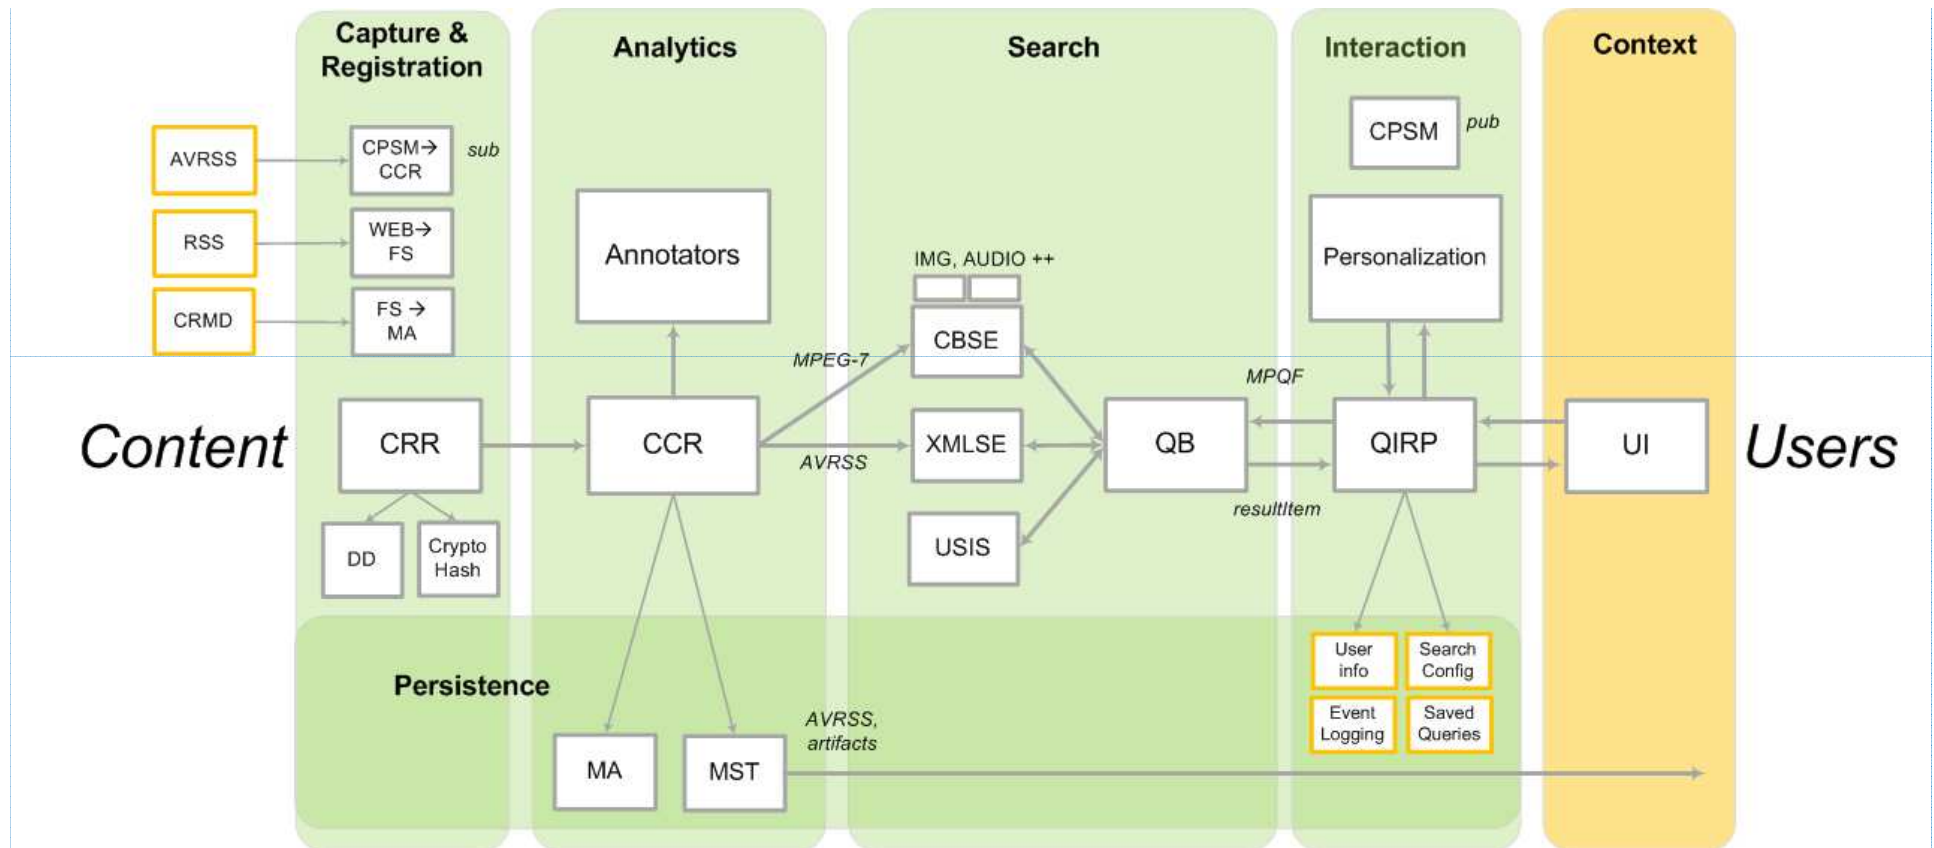 Capture &
Registration
Analytics
Search
Interaction
Context
AVRSS
CPSM→
CCR
sub
RSS
WEB→
FS
CRMD
FS →
MA
Annotators
IMG, AUDIO ++
CBSE
CPSM
pub
Personalization
MPEG-7
MPQF
Content
CRR
CCR
AVRSS
XMLSE
QB
QIRP
UI
Users
resultItem
DD
Crypto
Hash
USIS
Persistence
User
info
Search
Config
Event
Logging
Saved
Queries
MA
MST
AVRSS,
artifacts